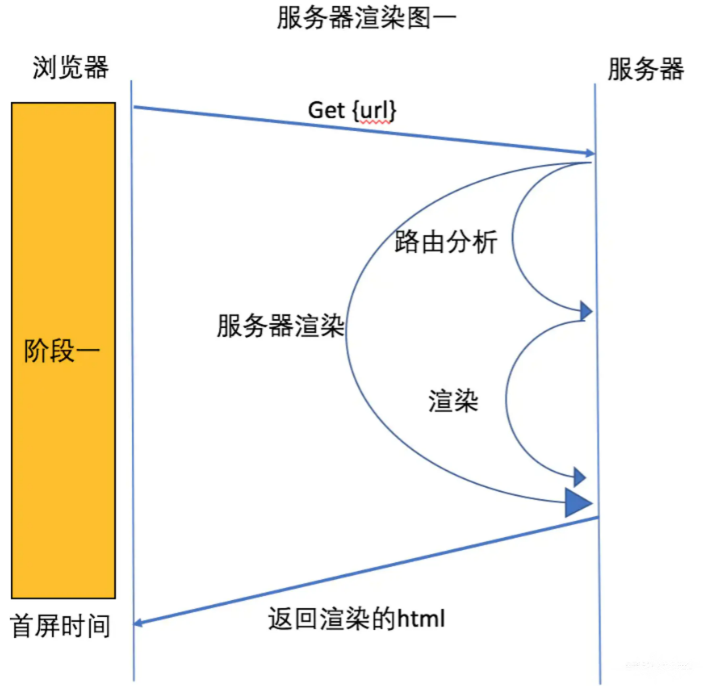 服务器渲染图一
浏览器
服务器
Get {url}
路由分析
服务器渲染
阶段一
渲染
首屏时间
返回渲染的html